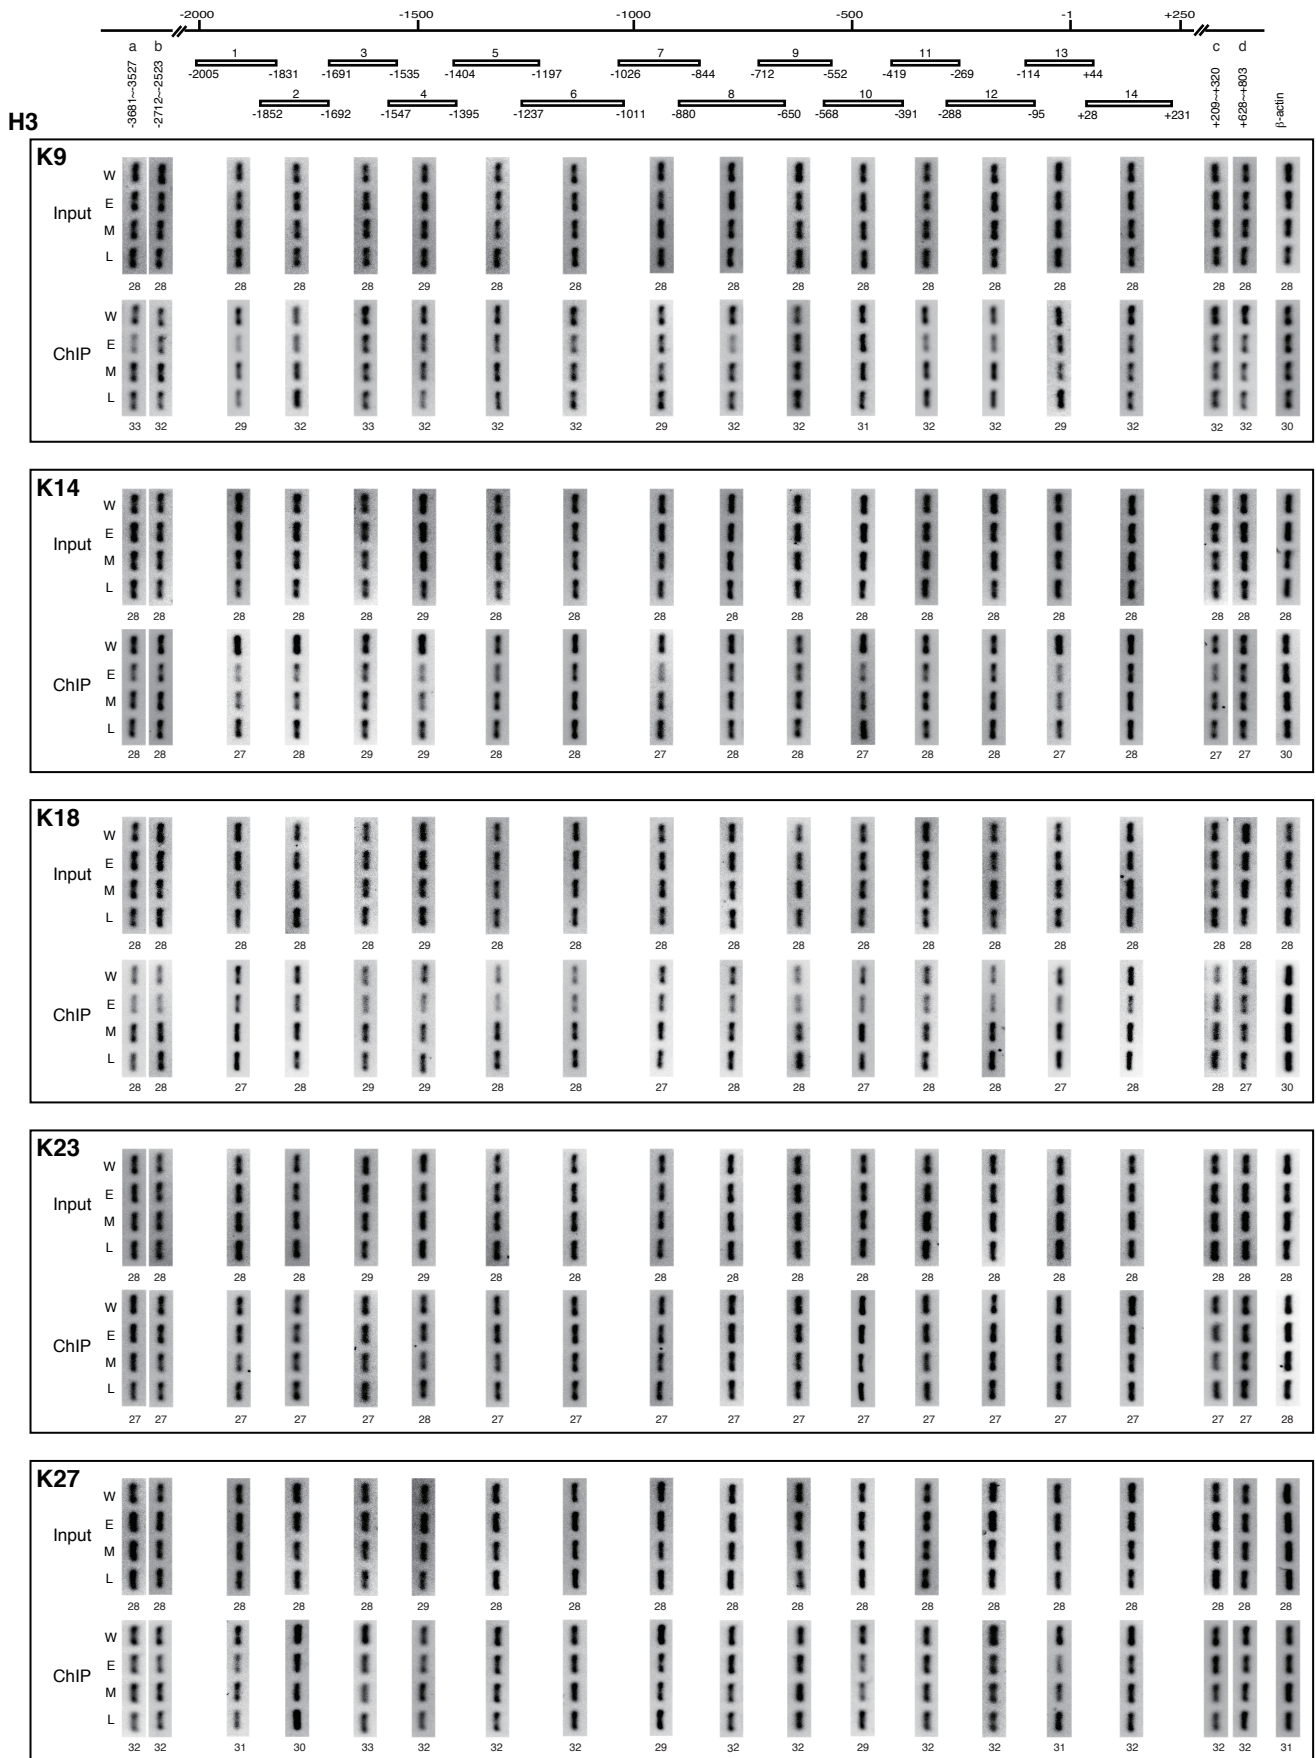 -2000 -1500 -1000 -500 -1 +250
a b 1 3 5 7 9 11 13 c d
-3681~-3527 -2712~-2523 -2005 -1831 -1691 -1535 -1404 -1197 -1026 -844 -712 -552 -419 -269 -114 +44 +209~+320 +628~+803 β-actin
2 4 6 8 10 12 14
-1852 -1692 -1547 -1395 -1237 -1011 -880 -650 -568 -391 -288 -95 +28 +231
H3
K9
W
E
Input
M
L
28 28 28 28 28 29 28 28 28 28 28 28 28 28 28 28 28 28 28
W
E
ChIP
M
L
33 32 29 32 33 32 32 32 29 32 32 31 32 32 29 32 32 32 30
K14
W
E
Input
M
L
28 28 28 28 28 29 28 28 28 28 28 28 28 28 28 28 28 28 28
W
E
ChIP
M
L
28 28 27 28 29 29 28 28 27 28 28 27 28 28 27 28 27 27 30
K18
W
E
Input
M
L
28 28 28 28 28 29 28 28 28 28 28 28 28 28 28 28 28 28 28
W
E
ChIP
M
L
28 28 27 28 29 29 28 28 27 28 28 27 28 28 27 28 28 27 30
K23
W
E
Input
M
L
28 28 28 28 29 29 28 28 28 28 28 28 28 28 28 28 28 28 28
W
E
ChIP
M
L
27 27 27 27 27 28 27 27 27 27 27 27 27 27 27 27 27 27 28
K27
W
E
Input
M
L
28 28 28 28 28 29 28 28 28 28 28 28 28 28 28 28 28 28 28
W
E
ChIP
M
L
32 32 31 30 33 32 32 32 29 32 32 29 32 32 31 32 32 32 31